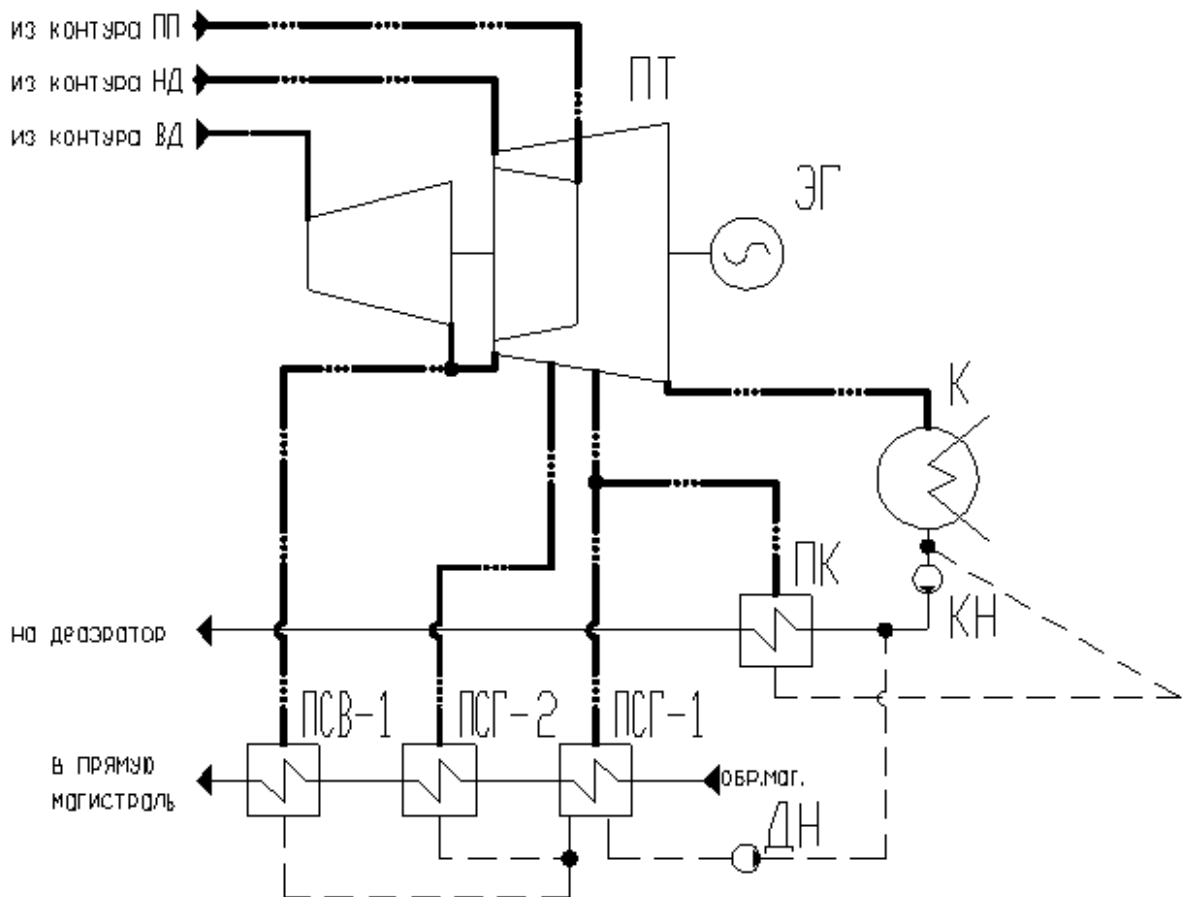 из контура ПП
из контура НД
из контура ВД
ПТ
ЭГ
К
ПК
КН
на деаэратор
ПСВ-1
ПСГ-2
ПСГ-1
в прямую
магистраль
обр.маг.
ДН